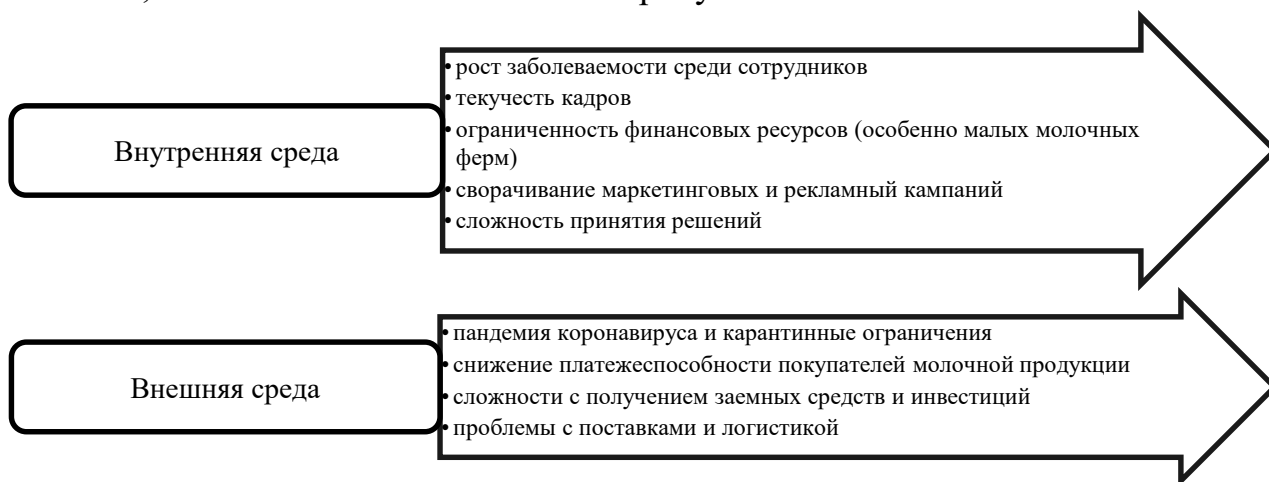 Внутренняя среда
• рост заболеваемости среди сотрудников
• текучесть кадров
• ограниченность финансовых ресурсов (особенно малых молочных
ферм)
• сворачивание маркетинговых и рекламный кампаний
• сложность принятия решений
Внешняя среда
• пандемия коронавируса и карантинные ограничения
• снижение платежеспособности покупателей молочной продукции
• сложности с получением заемных средств и инвестиций
• проблемы с поставками и логистикой